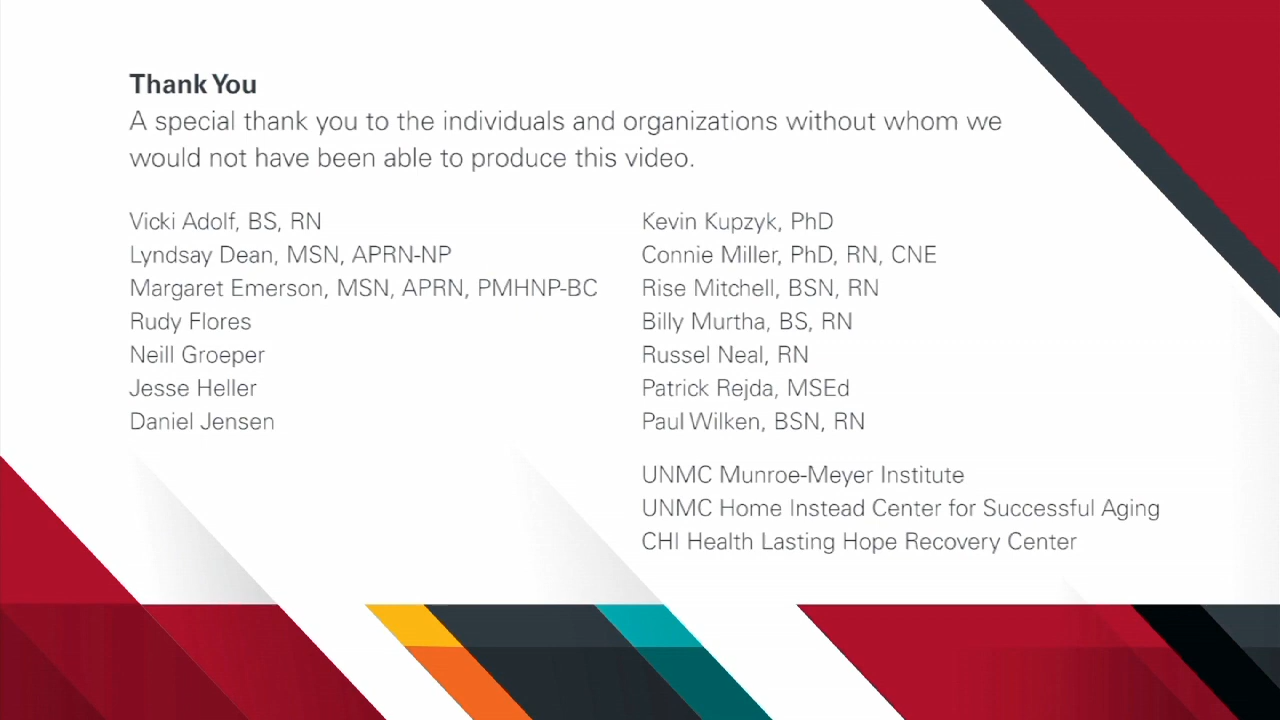 Thank You
A special thank you to the individuals and organizations without whom we
would not have been able to produce this video.
Vicki Adolf, BS, RN
Lyndsay Dean, MSN, APRN-NP
Margaret Emerson, MSN, APRN, PMHNP-BC
Rudy Flores
Neill Groeper
Jesse Heller
Daniel Jensen
Kevin Kupzyk, PhD
Connie Miller, PhD, RN, CNE
Rise Mitchell, BSN, RN
Billy Murtha, BS, RN
Russel Neal, RN
Patrick Rejda, MSEd
Paul Wilken, BSN, RN
UNMC Munroe-Meyer Institute
UNMC Home Instead Center for Successful Aging
CHI Health Lasting Hope Recovery Center